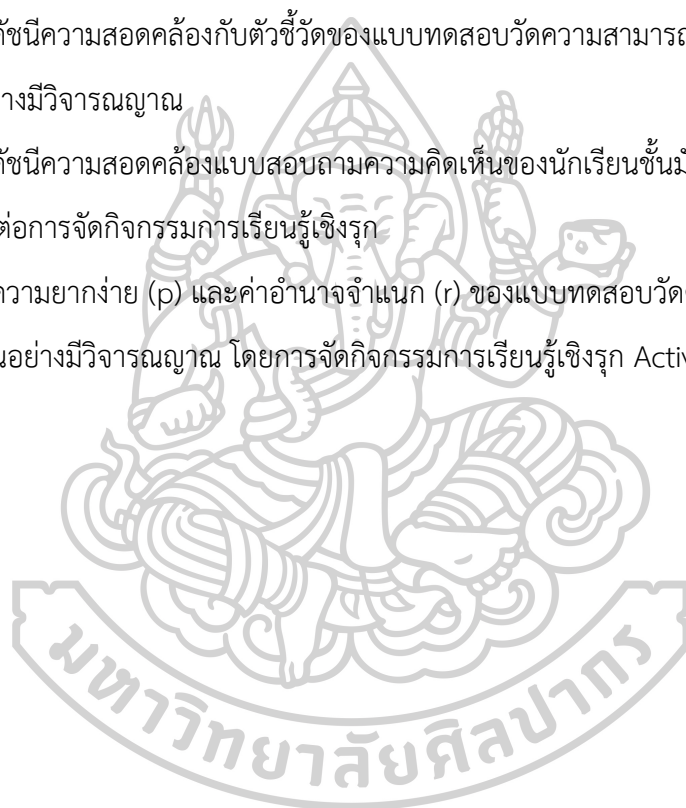 ดัชนีความสอดคล้องกับตัวชี้วัดของแบบทดสอบวัดความสามารถ
างมีวิจารณญาณ
ดัชนีความสอดคล้องแบบสอบถามความคิดเห็นของนักเรียนชั้นมั
ต่อการจัดกิจกรรมการเรียนรู้เชิงรุก
ความยากง่าย (p) และค่าอำนาจจำแนก (r) ของแบบทดสอบวัด
นอย่างมีวิจารณญาณ โดยการจัดกิจกรรมการเรียนรู้เชิงรุก Activ
มหาวิทยาลัยศิลปากร